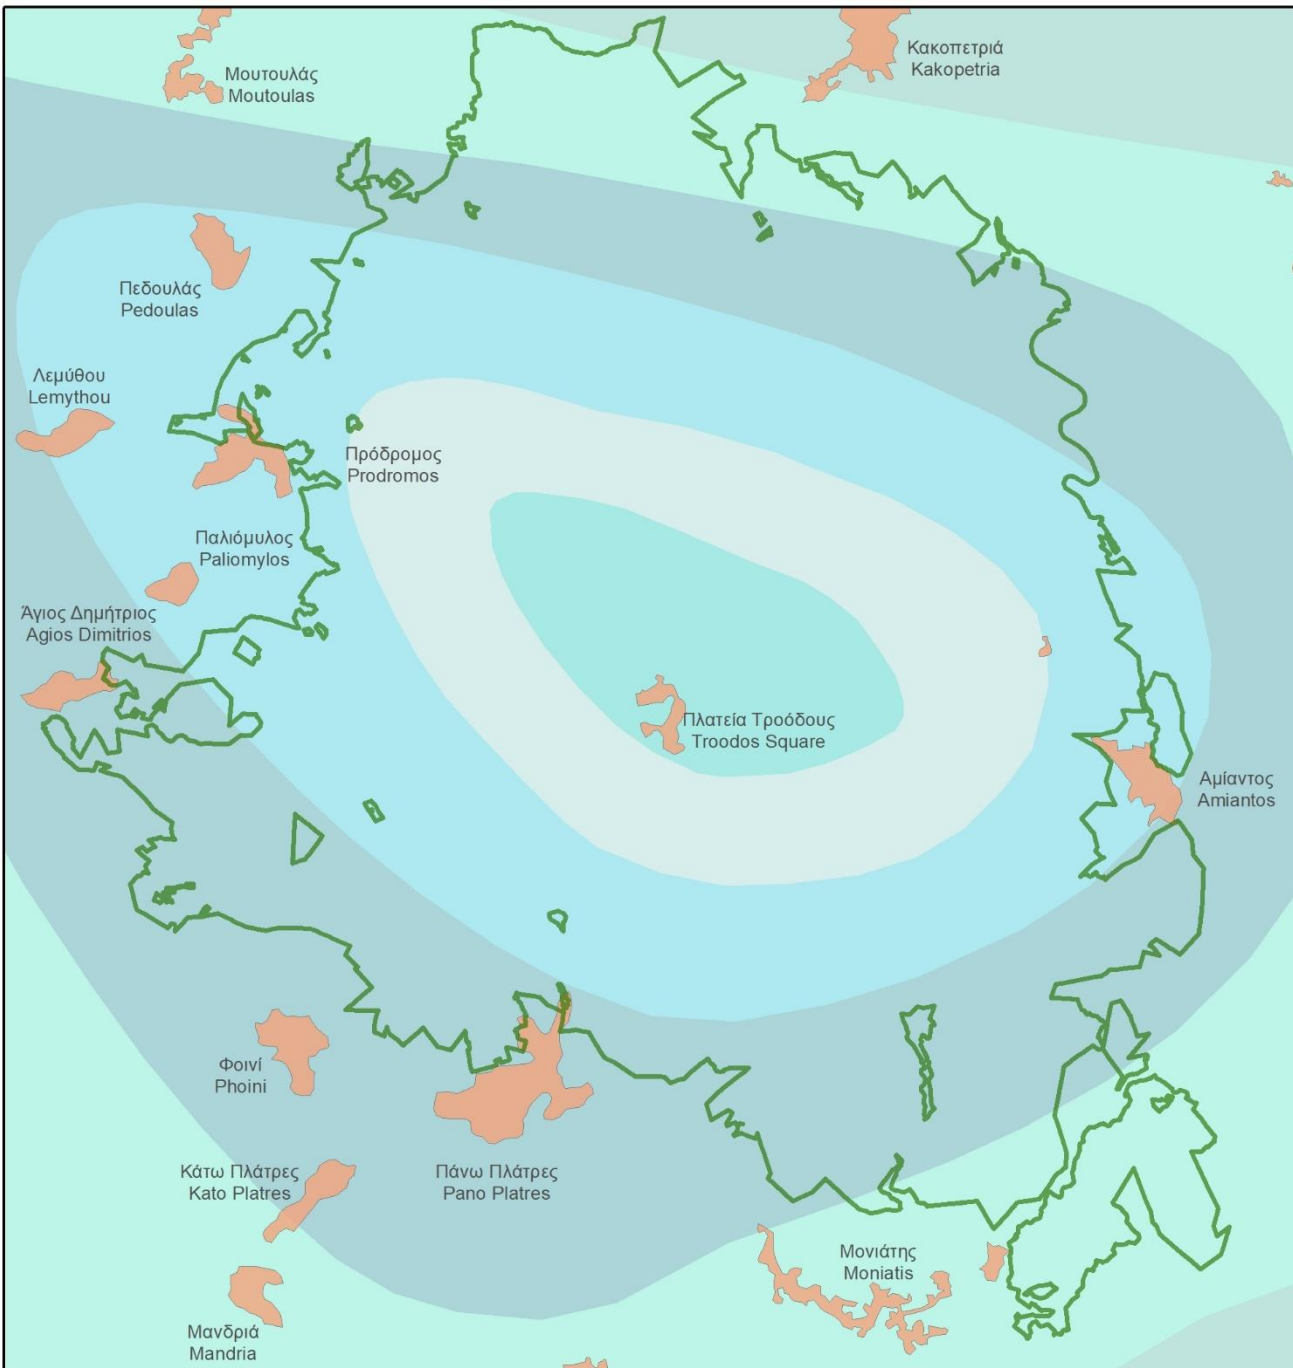 Κακοπετριά
Kakopetria
Μουτουλάς
Moutoulas
Πεδουλάς
Pedoulas
Λεμύθου
Lemythou
Πρόδρομος
Prodromos
Παλιόμυλος
Paliomylos
Άγιος Δημήτριος
Agios Dimitrios
Πλατεία Τροόδους
Troodos Square
Αμίαντος
Amiantos
Φοινί
Phoini
Κάτω Πλάτρες
Kato Platres
Πάνω Πλάτρες
Pano Platres
Μονιάτης
Moniatis
Μανδριά
Mandria